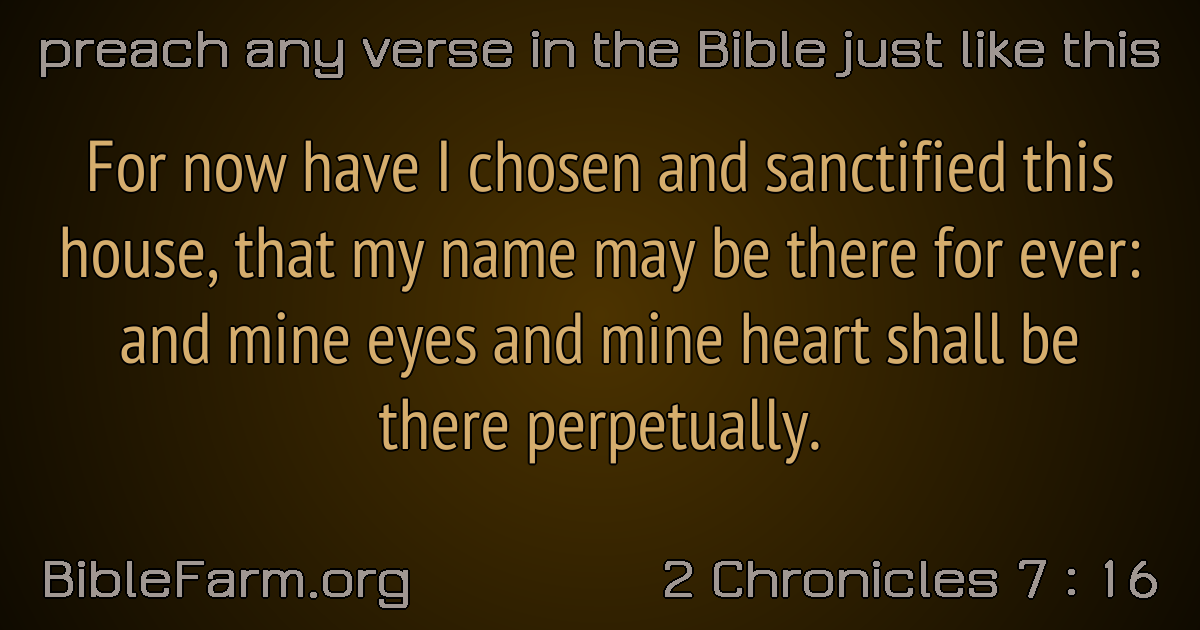 preach any verse in the Bible just like this
For now have I chosen and sanctified this
house, that my name may be there for ever:
and mine eyes and mine heart shall be
there perpetually.
BibleFarm.org
2 Chronicles 7 : 16